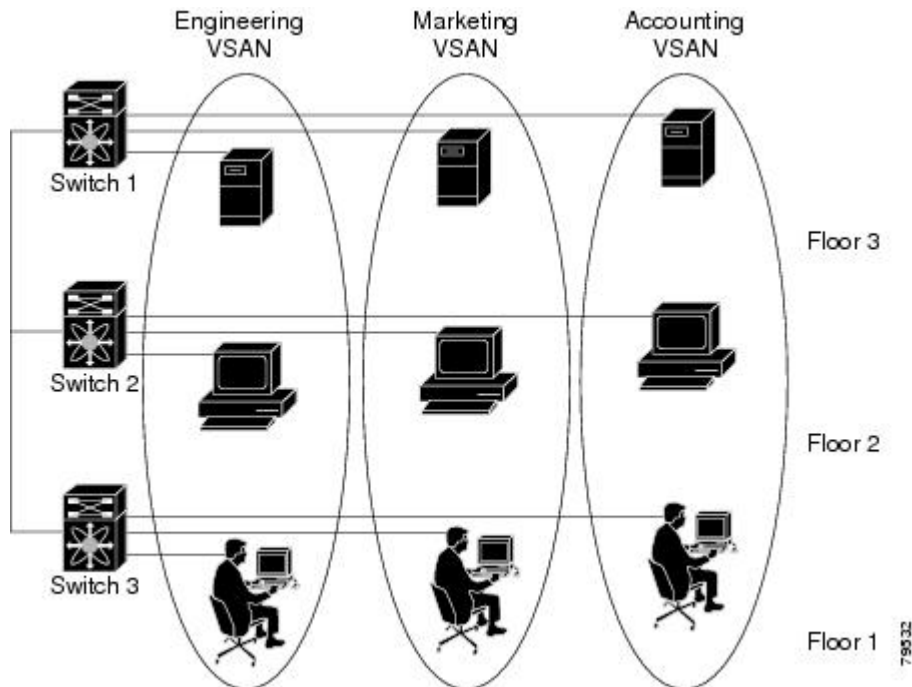 Engineering
VSAN
Marketing
VSAN
Accounting
VSAN
Switch 1
Floor 3
Switch 2
Floor 2
Switch 3
Floor 1
79532